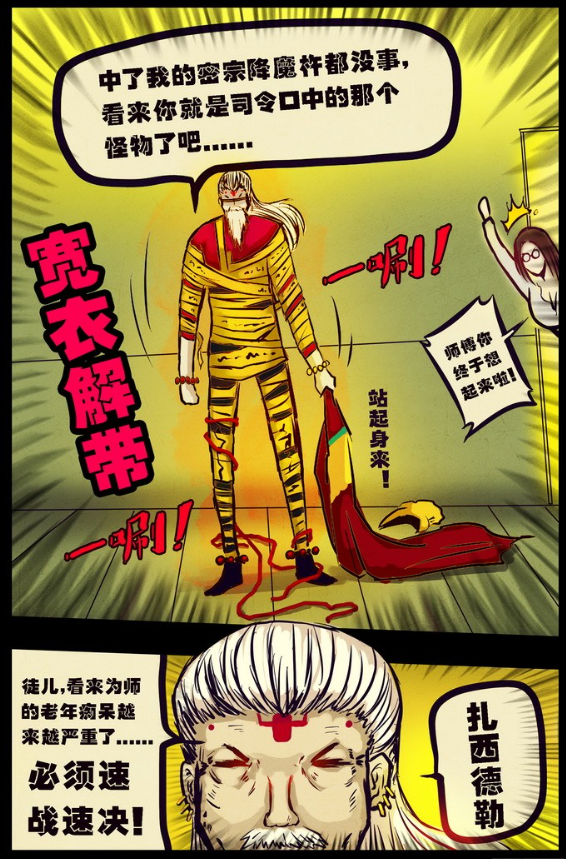 中了我的密宗降魔杵都没事,
看来你就是司令口中的那个
怪物了吧……
宽衣解带
一唰!
师傅你
终于想
起来啦!
站起身来!
一唰!
徒儿,看来为师
的老年痴呆越
来越严重了……
必须速
战速决!
扎西德勒